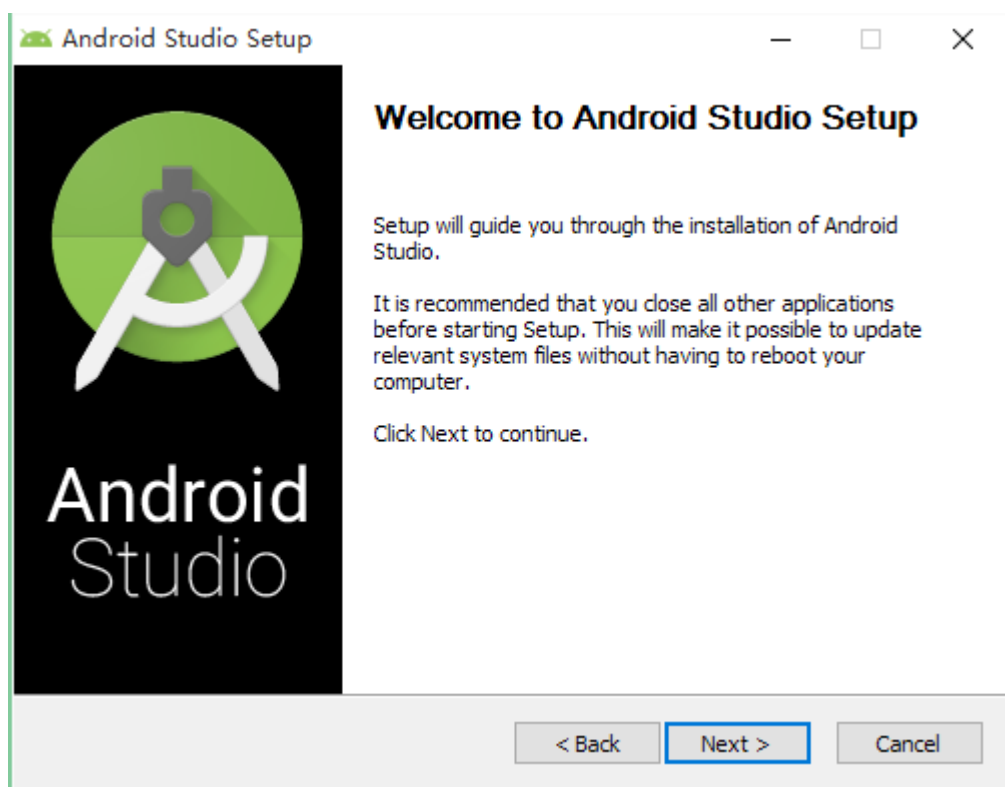 Android Studio Setup
Welcome to Android Studio Setup
Setup will guide you through the installation of Android
Studio.
It is recommended that you close all other applications
before starting Setup. This will make it possible to update
relevant system files without having to reboot your
computer.
Click Next to continue.
Android
Studio
< Back
Next >
Cancel